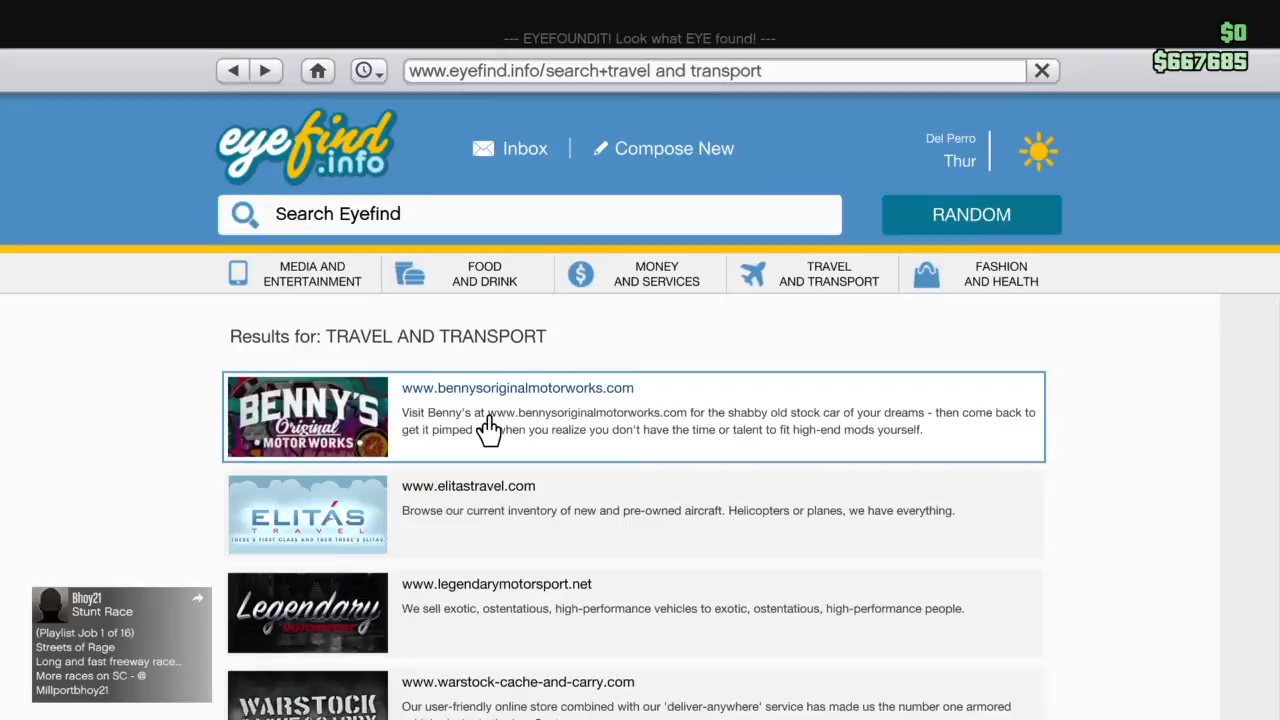 --- EYEFOUNDIT! Look what EYE found! ---
$0
$667685
www.eyefind.info/search+travel and transport
eyefind
.info
Inbox
Compose New
Del Perro
Thur
Search Eyefind
RANDOM
MEDIA AND
ENTERTAINMENT
FOOD
AND DRINK
MONEY
AND SERVICES
TRAVEL
AND TRANSPORT
FASHION
AND HEALTH
Results for: TRAVEL AND TRANSPORT
BENNY'S
Original
MOTOR WORKS
www.bennysoriginalmotorworks.com
Visit Benny's at www.bennysoriginalmotorworks.com for the shabby old stock car of your dreams - then come back to
get it pimped when you realize you don't have the time or talent to fit high-end mods yourself.
ELITÁS
TRAVEL
THERE'S FIRST CLASS AND THEN THERE'S ELITAS
www.elitastravel.com
Browse our current inventory of new and pre-owned aircraft. Helicopters or planes, we have everything.
Legendary
MOTORSPORT
www.legendarymotorsport.net
We sell exotic, ostentatious, high-performance vehicles to exotic, ostentatious, high-performance people.
WARSTOCK
www.warstock-cache-and-carry.com
Our user-friendly online store combined with our 'deliver-anywhere' service has made us the number one armored
Bhoy21
Stunt Race
(Playlist Job 1 of 16)
Streets of Rage
Long and fast freeway race...
More races on SC - @
Millportbhoy21